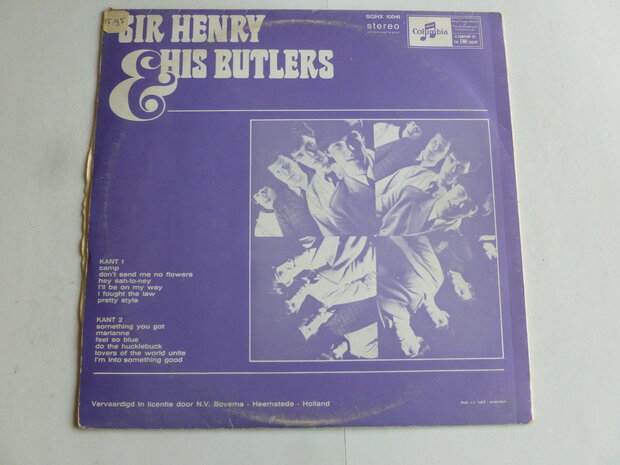 15.95
SIR HENRY
& HIS BUTLERS
SGHX 10041
stereo
Columbia
KANT 1
camp
don't send me no flowers
hey sah-lo-ney
I'll be on my way
I fought the law
pretty style
KANT 2
something you got
marianne
feel so blue
do the hucklebuck
lovers of the world unite
I'm into something good
Vervaardigd in licentie door N.V. Bovema - Heemstede - Holland